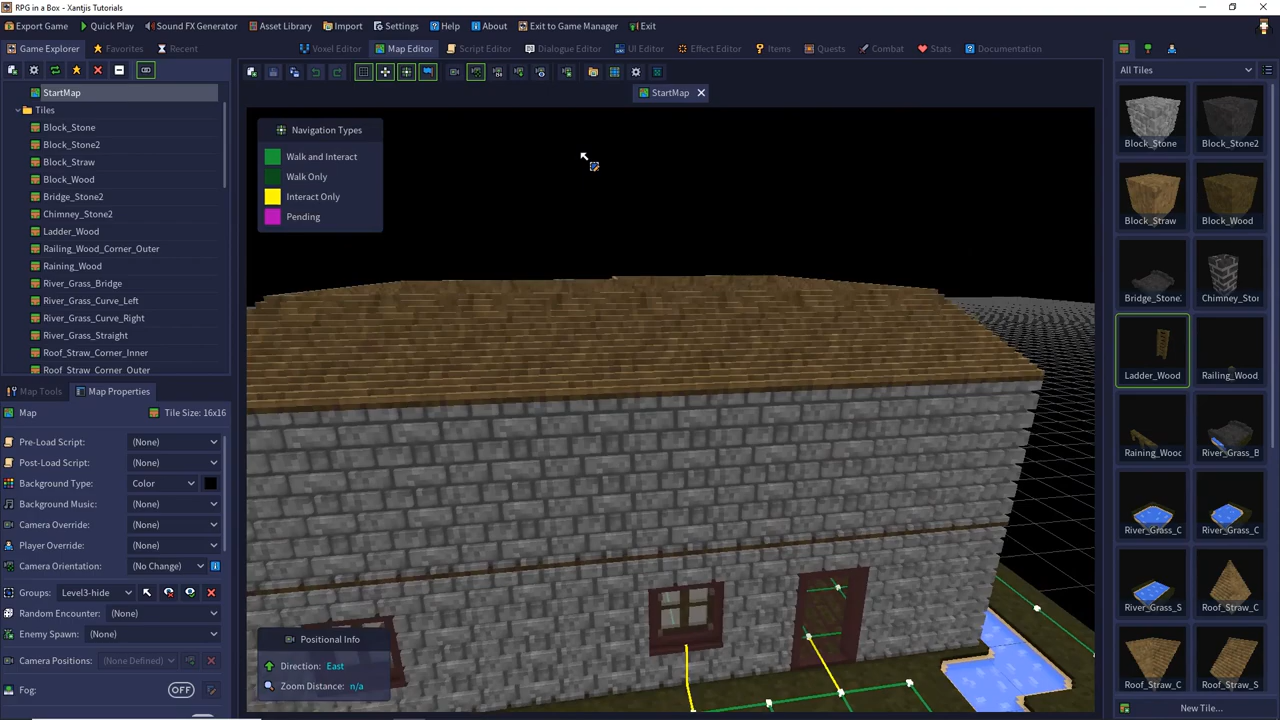 RPG in a Box - Xantjis Tutorials
Export Game Quick Play Sound FX Generator Asset Library Import Settings Help About Exit to Game Manager Exit
Game Explorer Favorites Recent
Voxel Editor Map Editor Script Editor Dialogue Editor UI Editor Effect Editor Items Quests Combat Stats Documentation
StartMap
Tiles
Block_Stone
Block_Stone2
Block_Straw
Block_Wood
Bridge_Stone2
Chimney_Stone2
Ladder_Wood
Railing_Wood_Corner_Outer
Raining_Wood
River_Grass_Bridge
River_Grass_Curve_Left
River_Grass_Curve_Right
River_Grass_Straight
Roof_Straw_Corner_Inner
Roof_Straw_Corner_Outer
Map Tools Map Properties
Map Tile Size: 16x16
Pre-Load Script: (None)
Post-Load Script: (None)
Background Type: Color
Background Music: (None)
Camera Override: (None)
Player Override: (None)
Camera Orientation: (No Change)
Groups: Level3-hide
Random Encounter: (None)
Enemy Spawn: (None)
Camera Positions: (None Defined)
Fog: OFF
StartMap
Navigation Types
Walk and Interact
Walk Only
Interact Only
Pending
Positional Info
Direction: East
Zoom Distance: n/a
All Tiles
Block_Stone Block_Stone2
Block_Straw Block_Wood
Bridge_Stone2 Chimney_Stor
Ladder_Wood Railing_Wood
Raining_Wood River_Grass_B
River_Grass_C River_Grass_C
River_Grass_S Roof_Straw_C
Roof_Straw_C Roof_Straw_S
New Tile...